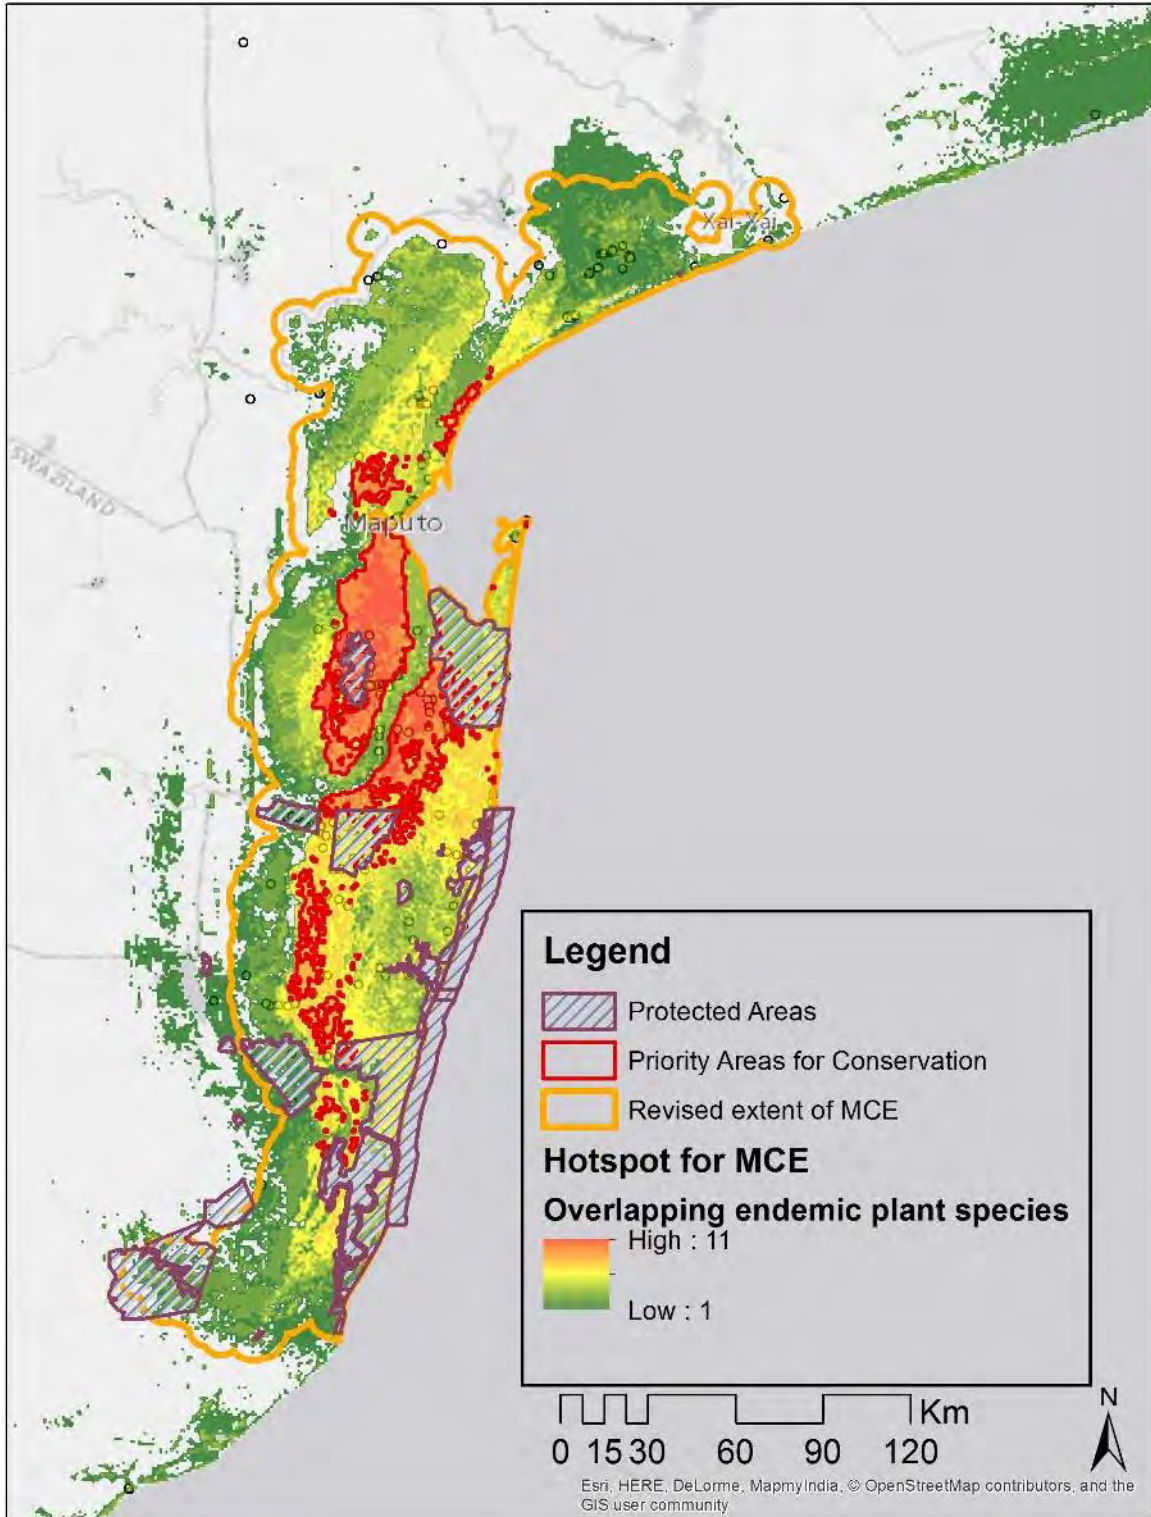 Xai-Xai
SWAZILAND
Maputo
Legend
Protected Areas
Priority Areas for Conservation
Revised extent of MCE
Hotspot for MCE
Overlapping endemic plant species
High : 11
Low : 1
Km
0 15 30 60 90 120
N
Esri, HERE, DeLorme, MapmyIndia, © OpenStreetMap contributors, and the
GIS user community